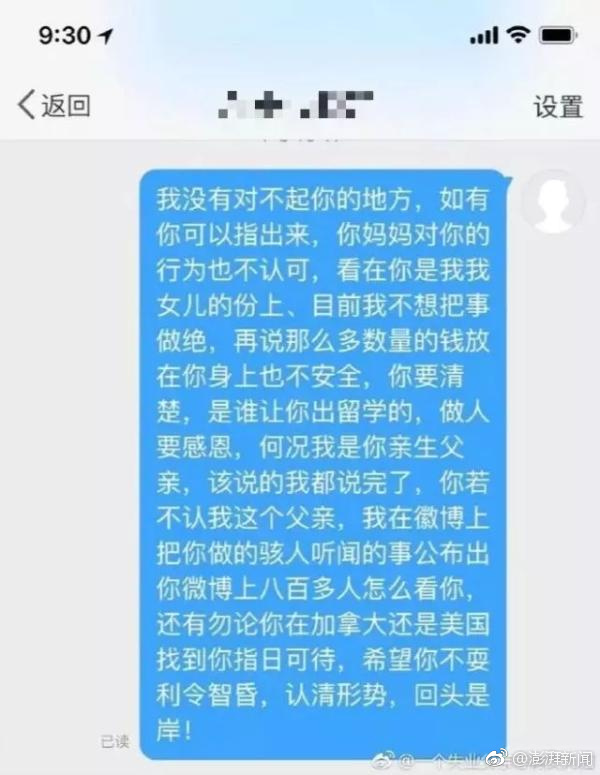 9:30
返回
设置
我没有对不起你的地方，如有
你可以指出来，你妈妈对你的
行为也不认可，看在你是我我
女儿的份上、目前我不想把事
做绝，再说那么多数量的钱放
在你身上也不安全，你要清
楚，是谁让你出留学的，做人
要感恩，何况我是你亲生父
亲，该说的我都说完了，你若
不认我这个父亲，我在徽博上
把你做的骇人听闻的事公布出
你微博上八百多人怎么看你，
还有勿论你在加拿大还是美国
找到你指日可待，希望你不耍
利令智昏，认清形势，回头是
岸！
已读
@一个失业
@澎湃新闻